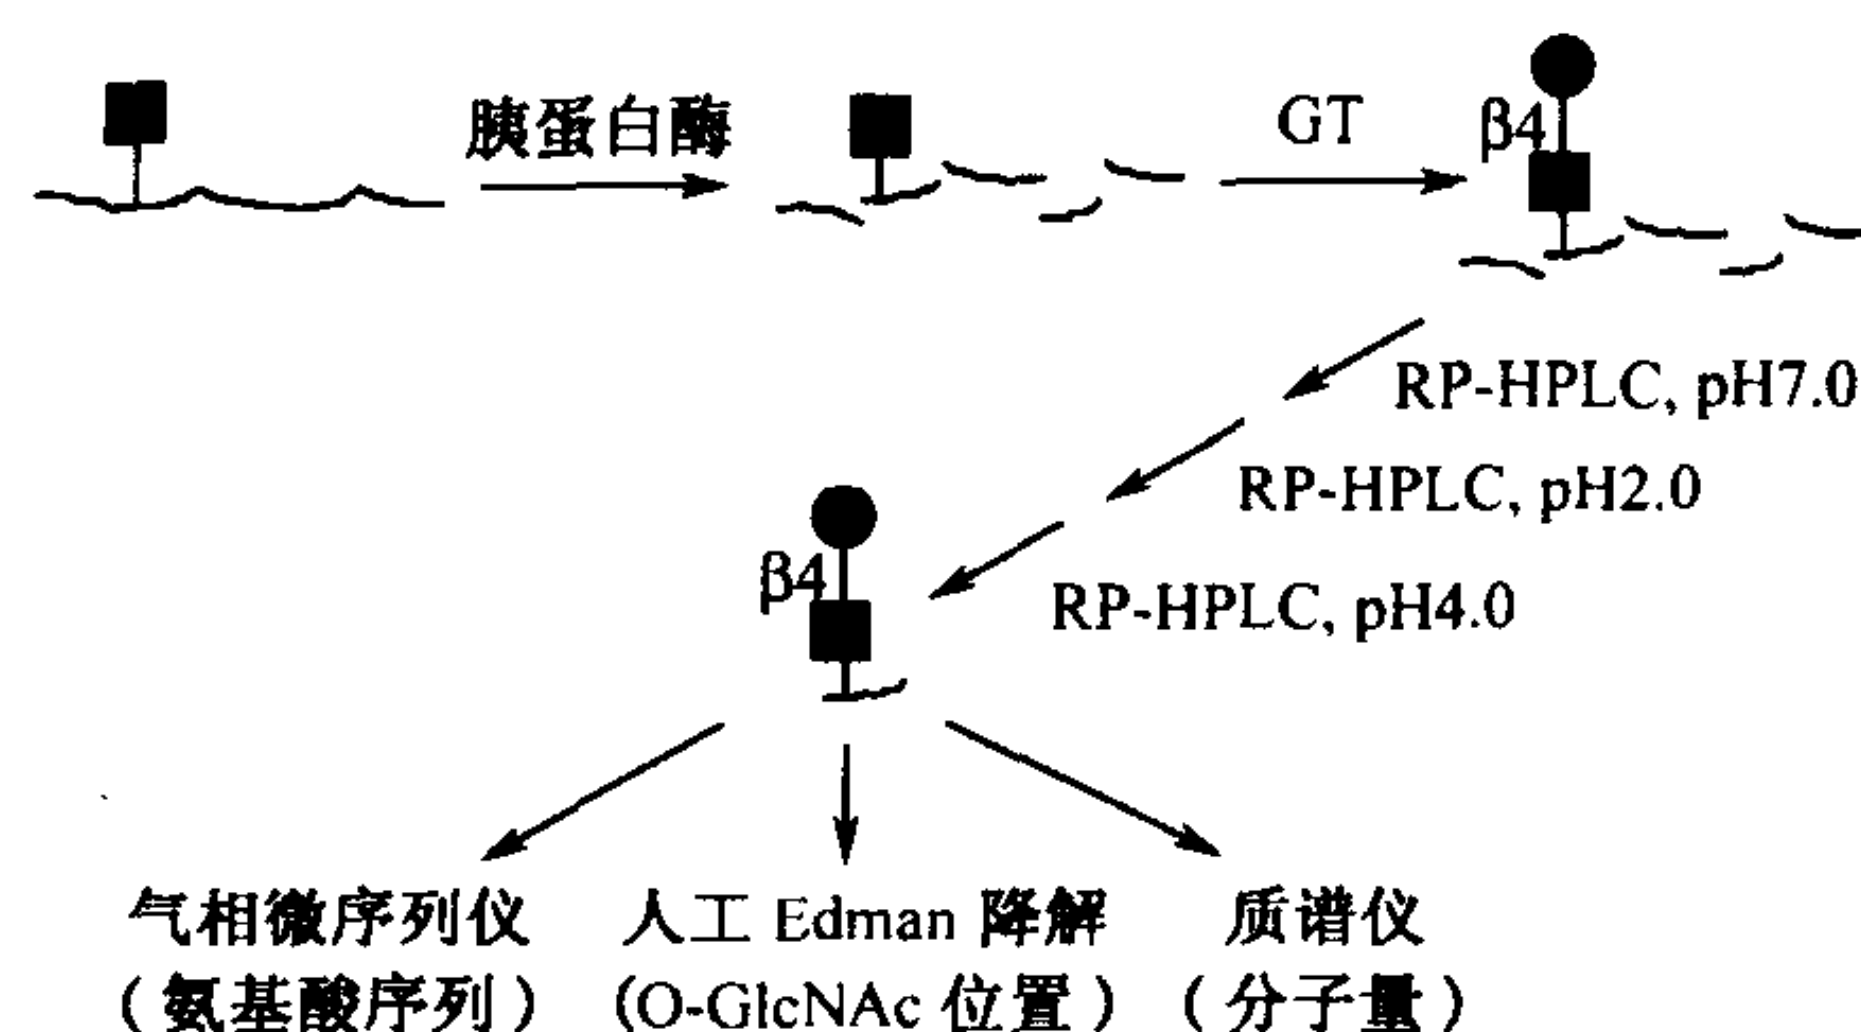 胰蛋白酶
GT
β4
RP-HPLC, pH7.0
RP-HPLC, pH2.0
β4
RP-HPLC, pH4.0
气相微序列仪 人工 Edman 降解 质谱仪
(氨基酸序列) (O-GlcNAc 位置) (分子量)